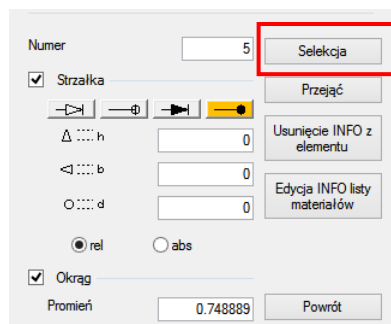 Numer 5 Selekcja
Strzałka
Przejąć
h 0
Usunięcie INFO z
elementu
b 0
Edycja INFO listy
materiałów
d 0
rel abs
Okrąg
Promień 0.748889 Powrót